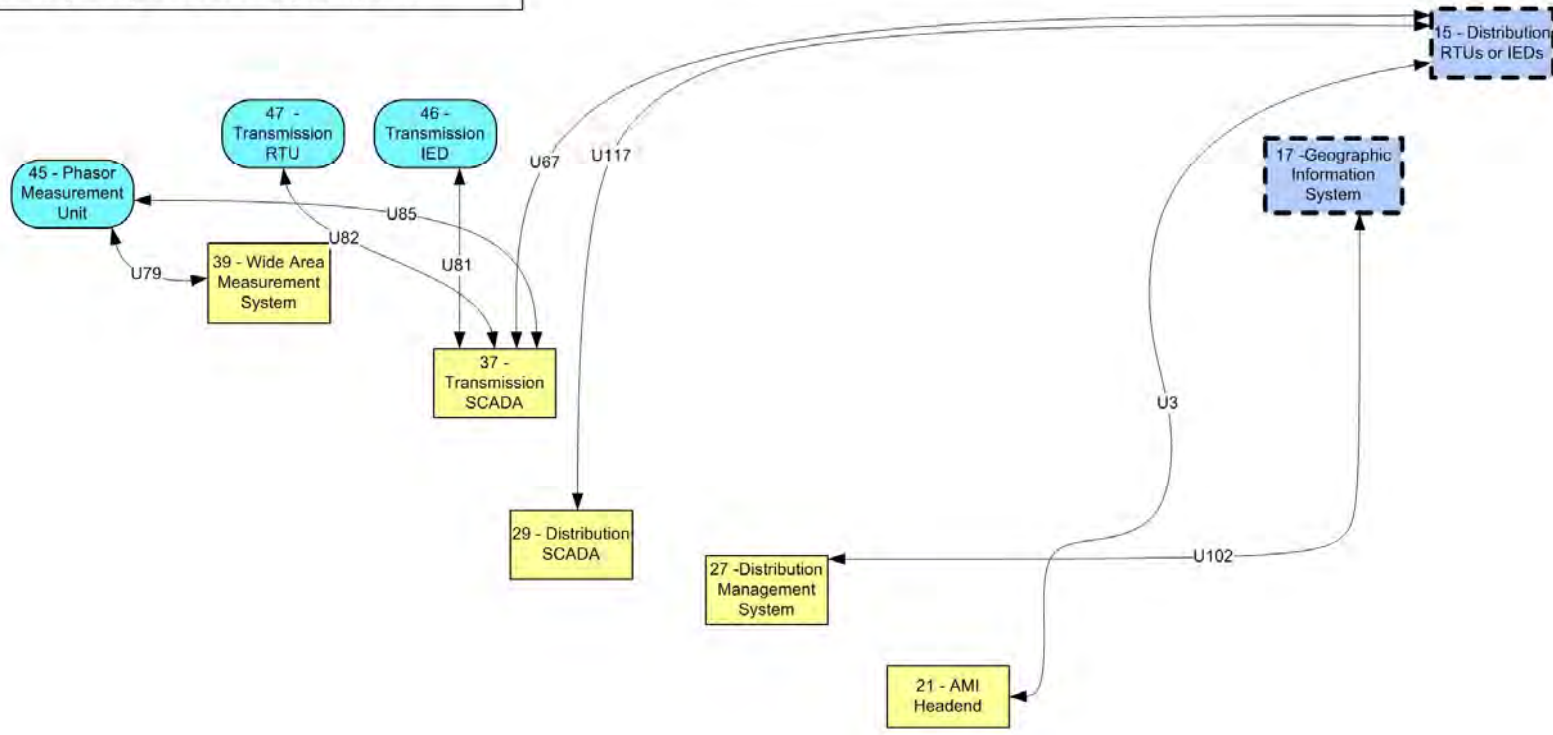 15 - Distribution
RTUs or IEDs
47 -
Transmission
RTU
46 -
Transmission
IED
17 -Geographic
Information
System
U67
U117
45 - Phasor
Measurement
Unit
U85
U82
39 - Wide Area
Measurement
System
U79
U81
37 -
Transmission
SCADA
U3
29 - Distribution
SCADA
27 -Distribution
Management
System
U102
21 - AMI
Headend